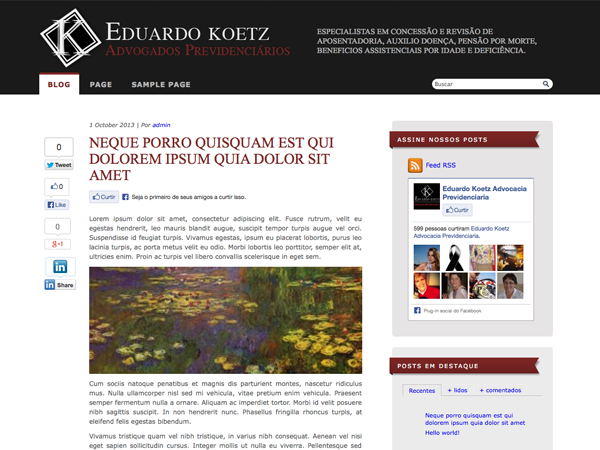 EDUARDO KOETZ
ADVOGADOS PREVIDENCIÁRIOS
ESPECIALISTAS EM CONCESSÃO E REVISÃO DE
APOSENTADORIA, AUXILIO DOENÇA, PENSÃO POR MORTE,
BENEFICIOS ASSISTENCIAIS POR IDADE E DEFICIÊNCIA.
BLOG PAGE SAMPLE PAGE
Buscar
1 October 2013 | Por admin
NEQUE PORRO QUISQUAM EST QUI
DOLOREM IPSUM QUIA DOLOR SIT
AMET
Curtir Seja o primeiro de seus amigos a curtir isso.
0
Tweet
0
Like
0
+1
Share
Lorem ipsum dolor sit amet, consectetur adipiscing elit. Fusce rutrum, velit eu
egestas hendrerit, leo mauris blandit augue, suscipit tempor turpis augue vel orci.
Suspendisse id feugiat turpis. Vivamus egestas, ipsum eu placerat lobortis, purus leo
lacinia turpis, ac porta metus velit eu odio. Morbi lobortis leo porttitor, semper elit at,
ultricies enim. Proin ac turpis vel libero convallis scelerisque in eget sem.
Cum sociis natoque penatibus et magnis dis parturient montes, nascetur ridiculus
mus. Nulla ullamcorper nisl sed mi vehicula, vitae pretium enim vehicula. Praesent
semper fermentum nulla a ornare. Aliquam ac imperdiet tortor. Morbi id velit posuere
nibh sagittis suscipit. In non hendrerit nunc. Phasellus fringilla rhoncus turpis, at
eleifend felis egestas bibendum.
Vivamus tristique quam vel nibh tristique, in varius nibh consequat. Aenean vel nisi
eget sapien sollicitudin cursus. Integer mollis ut nulla eu viverra. Pellentesque sed
ASSINE NOSSOS POSTS
Feed RSS
Eduardo Koetz Advocacia
Previdenciaria
Curtir
599 pessoas curtiram Eduardo Koetz
Advocacia Previdenciaria.
Plug-in social do Facebook
POSTS EM DESTAQUE
Recentes + lidos + comentados
Neque porro quisquam est qui
dolorem ipsum quia dolor sit amet
Hello world!